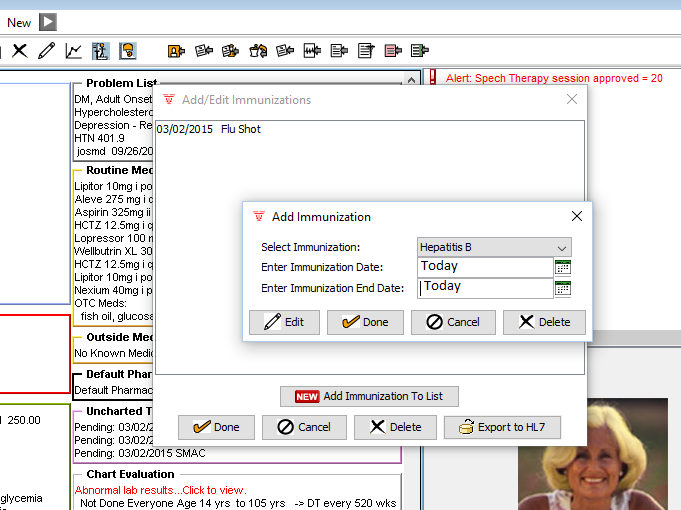 New
Problem List
DM, Adult Onset
Hypercholestero
Depression - Re
HTN 401.9
josmd 09/26/20
Routine Med
Lipitor 10mg i po
Aleve 275 mg i c
Aspirin 325mg ii
HCTZ 12.5mg i c
Lopressor 100 m
Wellbutrin XL 30
HCTZ 12.5mg i q
Lipitor 10mg i po
Nexium 40mg i p
OTC Meds:
fish oil, glucosa
Outside Med
No Known Medic
Default Phar
Default Pharmac
Uncharted T
Pending: 03/02/
Pending: 03/02/
Pending: 03/02/2015 SMAC
Chart Evaluation
Abnormal lab results...Click to view.
Not Done Everyone Age 14 yrs to 105 yrs -> DT every 520 wks
250.00
glycemia
Alert: Spech Therapy session approved = 20
Add/Edit Immunizations
03/02/2015 Flu Shot
Add Immunization
Select Immunization: Hepatitis B
Enter Immunization Date: Today
Enter Immunization End Date: Today
Edit Done Cancel Delete
NEW Add Immunization To List
Done Cancel Delete Export to HL7